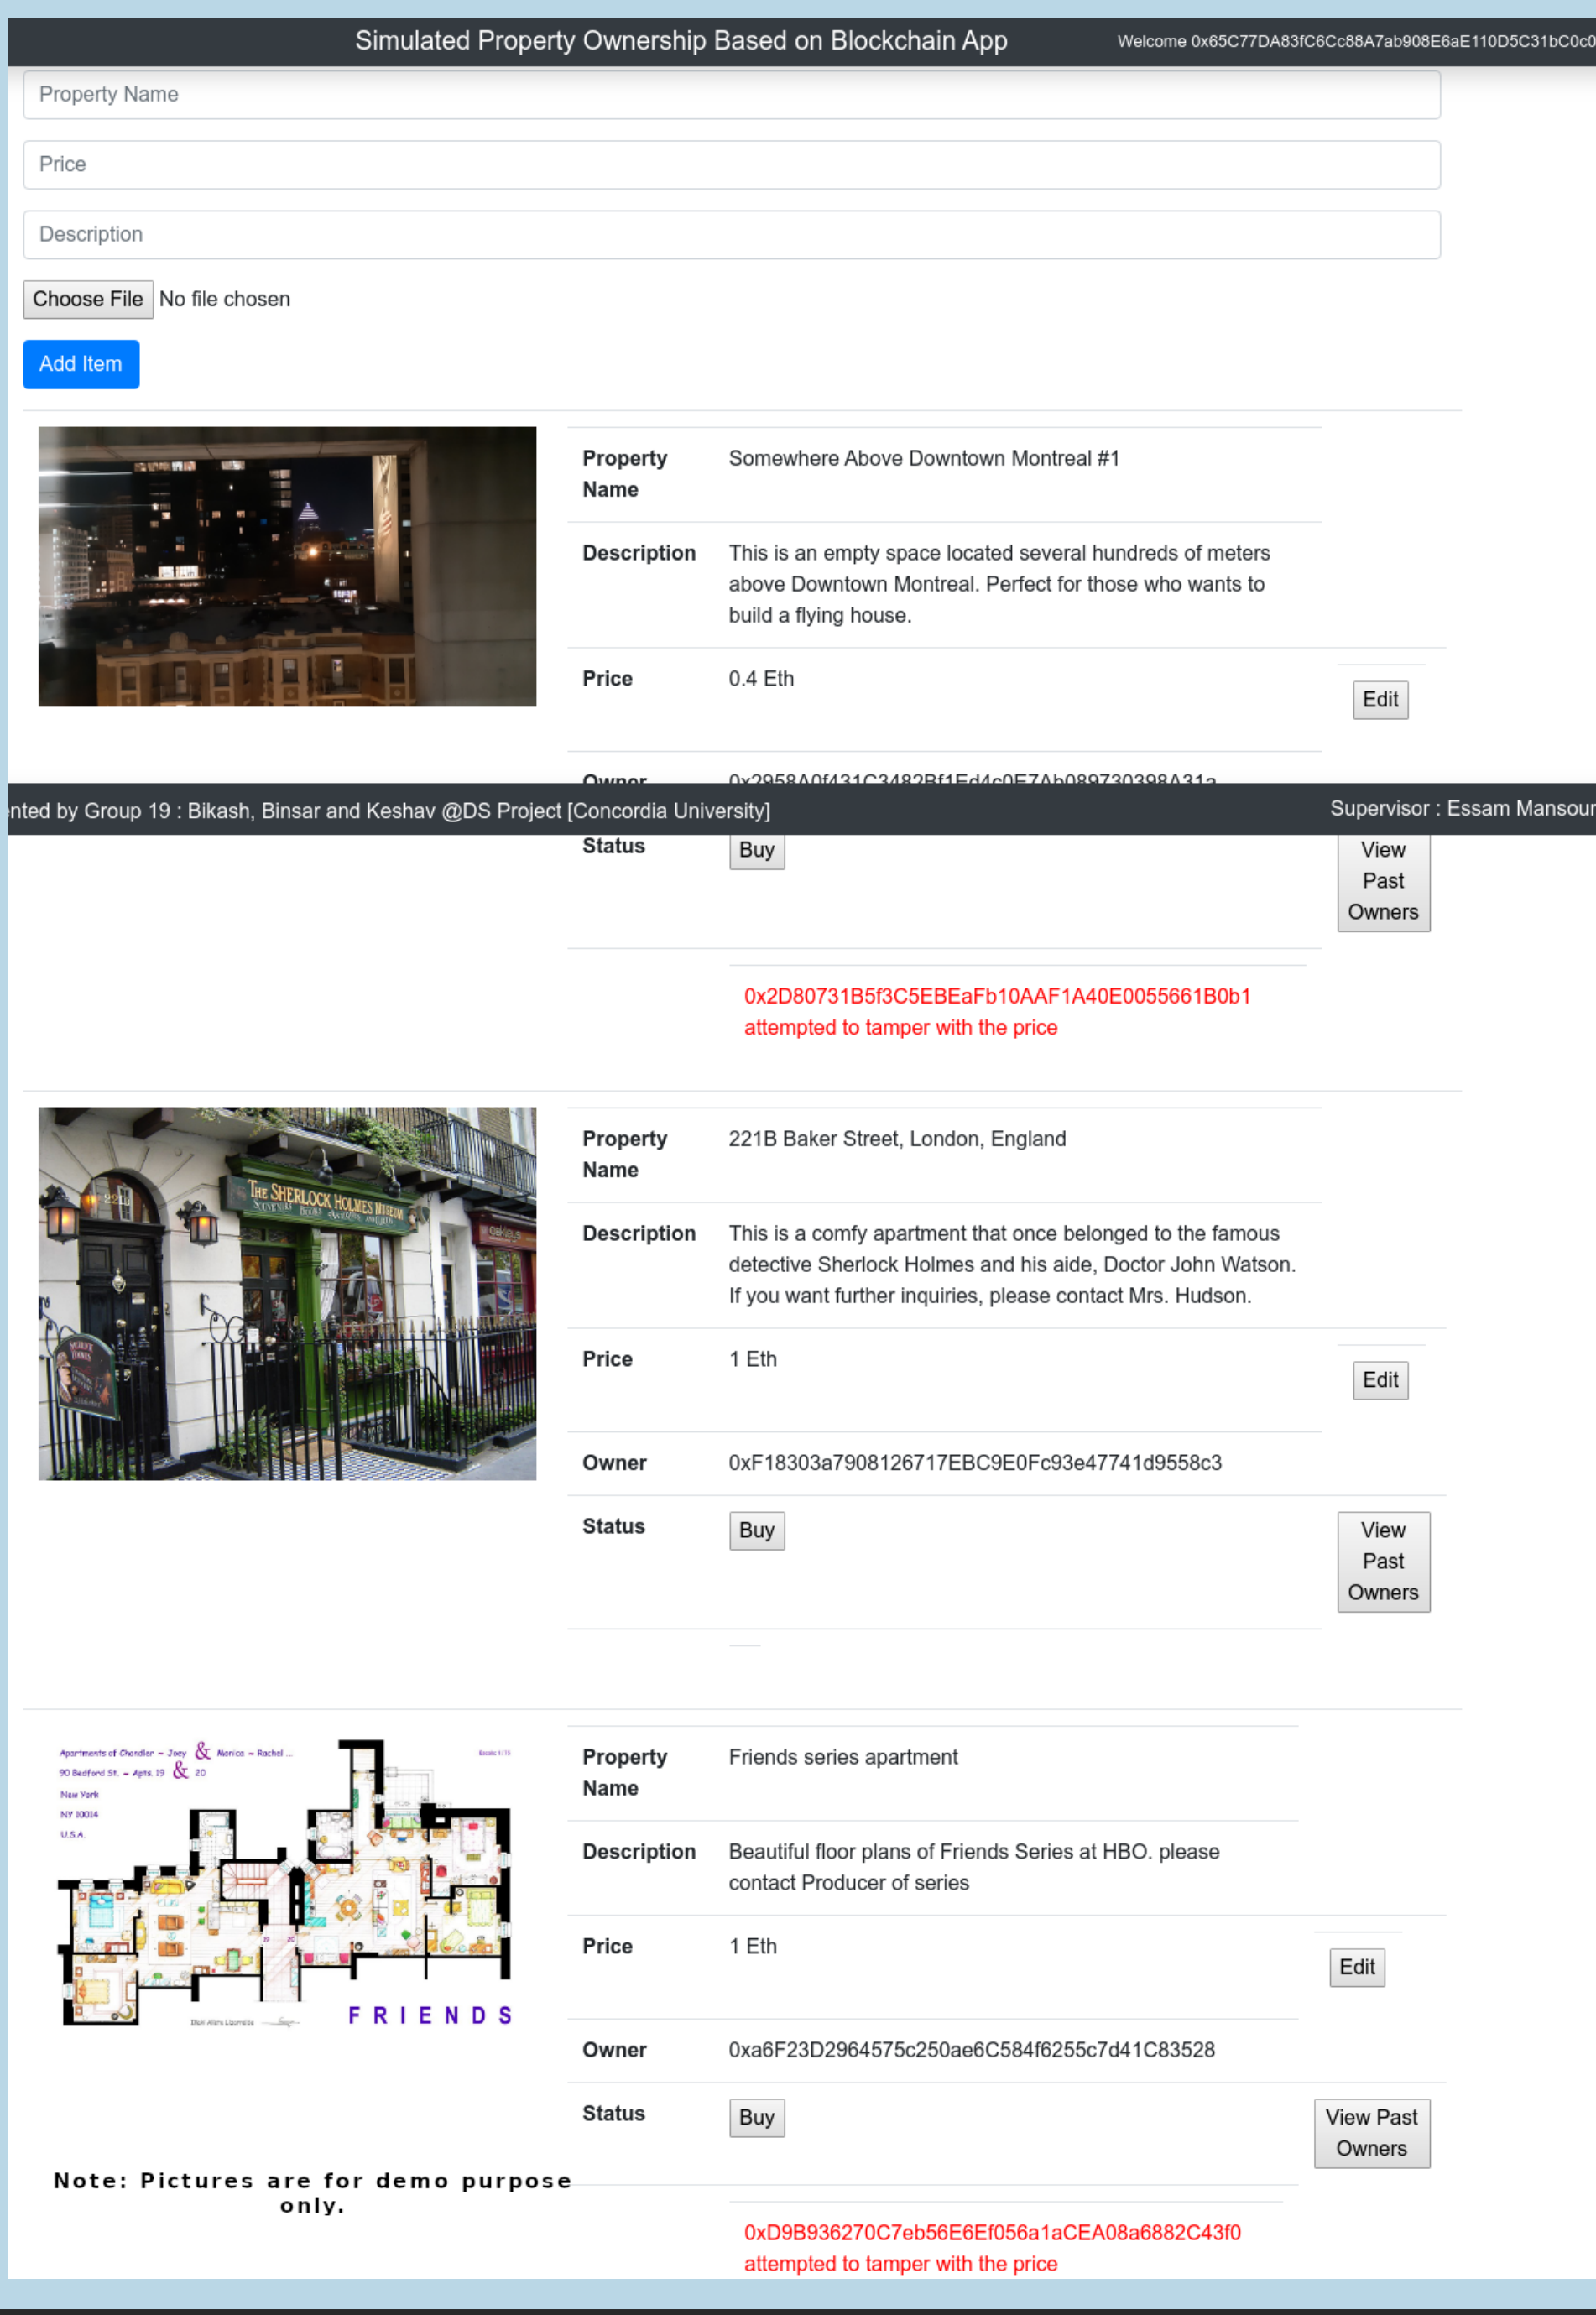 Simulated Property Ownership Based on Blockchain App
Welcome 0x65C77DA83fC6Cc88A7ab908E6aE110D5C31bC0c0
Property Name
Price
Description
Choose File No file chosen
Add Item
Property Name
Somewhere Above Downtown Montreal #1
Description
This is an empty space located several hundreds of meters
above Downtown Montreal. Perfect for those who wants to
build a flying house.
Price
0.4 Eth
Edit
Owner
0x2958A0f431C3482Bf1Ed4c0E7Ab089730398A31a
ented by Group 19 : Bikash, Binsar and Keshav @DS Project [Concordia University]
Supervisor : Essam Mansour
Status
Buy
View
Past
Owners
0x2D80731B5f3C5EBEaFb10AAF1A40E0055661B0b1
attempted to tamper with the price
221B
THE SHERLOCK HOLMES MUSEUM
Property
Name
221B Baker Street, London, England
Description
This is a comfy apartment that once belonged to the famous
detective Sherlock Holmes and his aide, Doctor John Watson.
If you want further inquiries, please contact Mrs. Hudson.
Price
1 Eth
Edit
Owner
0xF18303a7908126717EBC9E0Fc93e47741d9558c3
Status
Buy
View
Past
Owners
Apartments of Chandler – Joey & Monica – Rachel ...
90 Bedford St. – Apts. 19 & 20
New York
NY 10014
U.S.A.
FRIENDS
Property
Name
Friends series apartment
Description
Beautiful floor plans of Friends Series at HBO. please
contact Producer of series
Price
1 Eth
Edit
Owner
0xa6F23D2964575c250ae6C584f6255c7d41C83528
Status
Buy
View Past
Owners
Note: Pictures are for demo purpose
only.
0xD9B936270C7eb56E6Ef056a1aCEA08a6882C43f0
attempted to tamper with the price